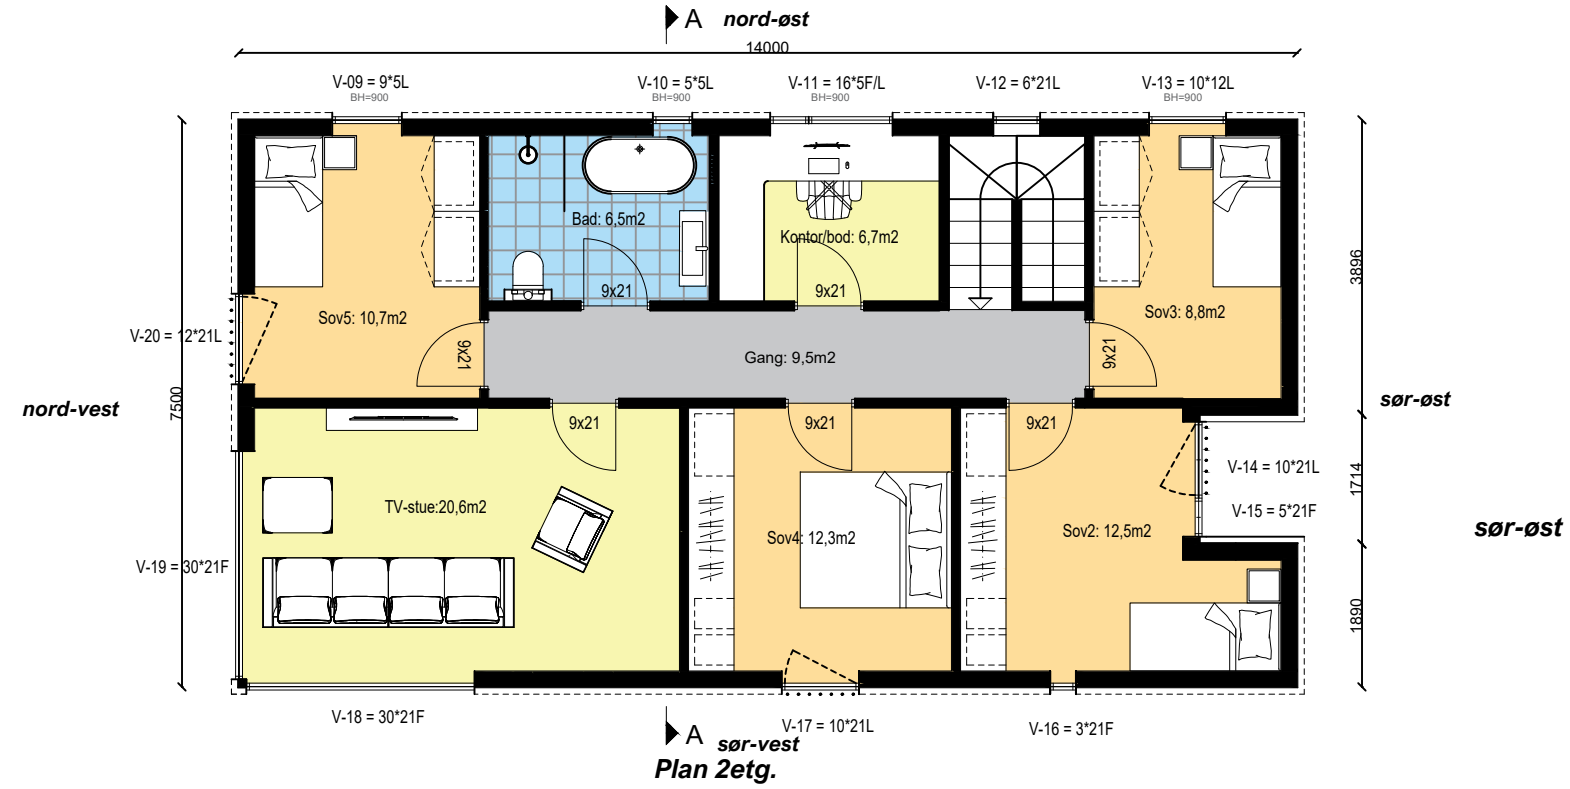 A nord-øst
14000
V-09 = 9*5L
BH=900
V-10 = 5*5L
BH=900
V-11 = 16*5F/L
BH=900
V-12 = 6*21L
V-13 = 10*12L
BH=900
Bad: 6,5m2
Kontor/bod: 6,7m2
9x21
9x21
Sov5: 10,7m2
Sov3: 8,8m2
3896
V-20 = 12*21L
9x21
Gang: 9,5m2
9x21
nord-vest
7500
sør-øst
9x21
9x21
9x21
V-14 = 10*21L
1714
TV-stue:20,6m2
V-15 = 5*21F
Sov4: 12,3m2
Sov2: 12,5m2
sør-øst
V-19 = 30*21F
1890
V-18 = 30*21F
V-17 = 10*21L
V-16 = 3*21F
A sør-vest
Plan 2etg.